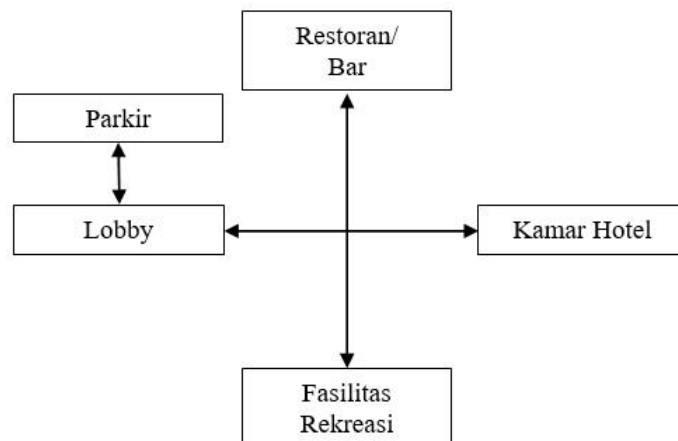 Restoran/
Bar
Parkir
Lobby
Kamar Hotel
Fasilitas
Rekreasi